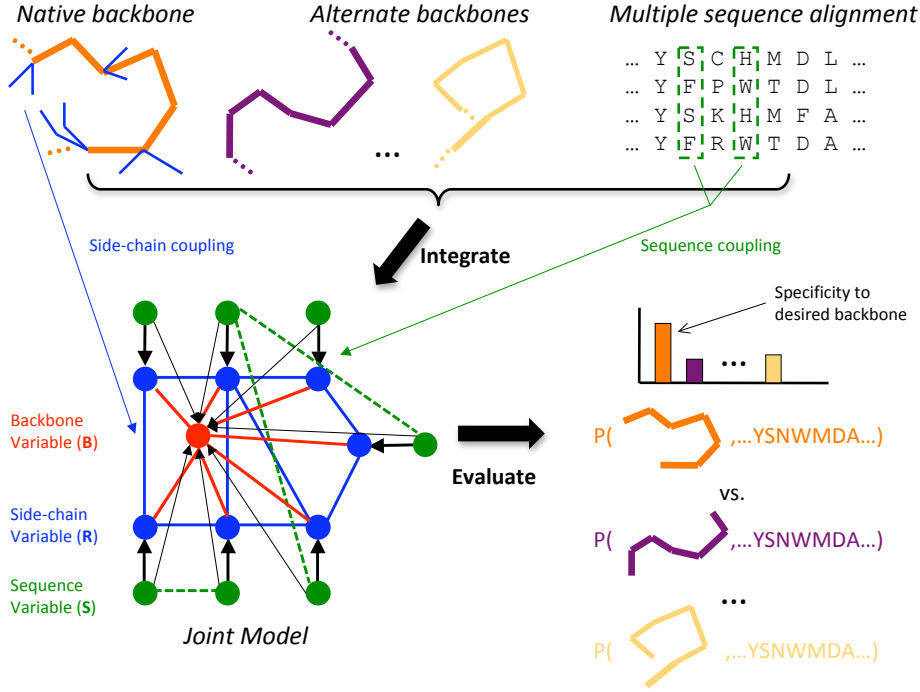 Native backbone
Alternate backbones
Multiple sequence alignment
... Y S C H M D L ...
... Y F P W T D L ...
... Y S K H M F A ...
... Y F R W T D A ...
...
Side-chain coupling
Integrate
Sequence coupling
Specificity to
desired backbone
...
Backbone
Variable (B)
P( ,...YSNWMDA...)
Evaluate
vs.
Side-chain
Variable (R)
P( ,...YSNWMDA...)
Sequence
Variable (S)
...
Joint Model
P( ,...YSNWMDA...)